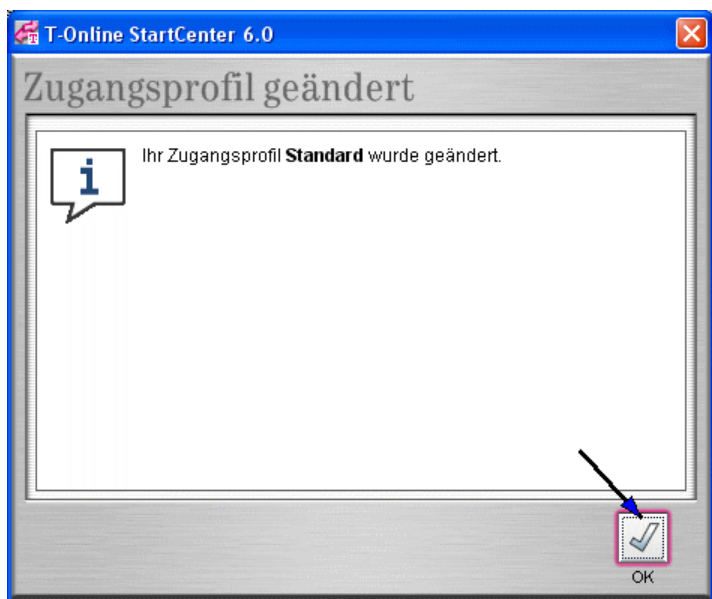 T-Online StartCenter 6.0
Zugangsprofil geändert
Ihr Zugangsprofil Standard wurde geändert.
OK